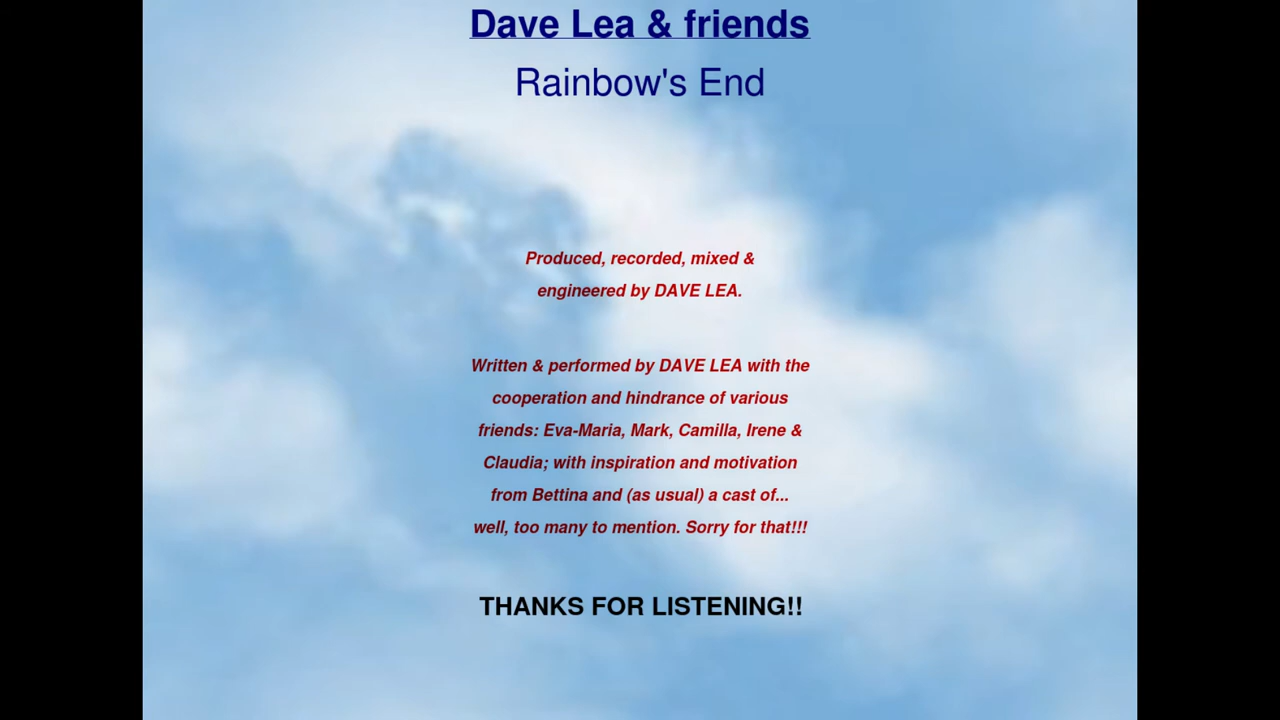 Dave Lea & friends
Rainbow's End
Produced, recorded, mixed &
engineered by DAVE LEA.
Written & performed by DAVE LEA with the
cooperation and hindrance of various
friends: Eva-Maria, Mark, Camilla, Irene &
Claudia; with inspiration and motivation
from Bettina and (as usual) a cast of...
well, too many to mention. Sorry for that!!!
THANKS FOR LISTENING!!